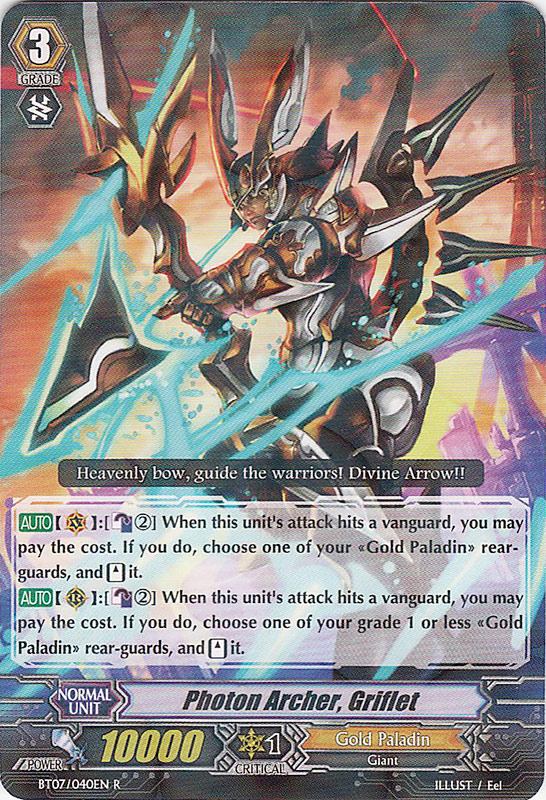 3
GRADE
Heavenly bow, guide the warriors! Divine Arrow!!
AUTO【 V 】:[ ②] When this unit's attack hits a vanguard, you may
pay the cost. If you do, choose one of your «Gold Paladin» rear-
guards, and it.
AUTO【 R 】:[ ②] When this unit's attack hits a vanguard, you may
pay the cost. If you do, choose one of your grade 1 or less «Gold
Paladin» rear-guards, and it.
NORMAL
UNIT
Photon Archer, Griflet
POWER
10000
1
CRITICAL
Gold Paladin
Giant
BT07/040EN R
ILLUST / Eel